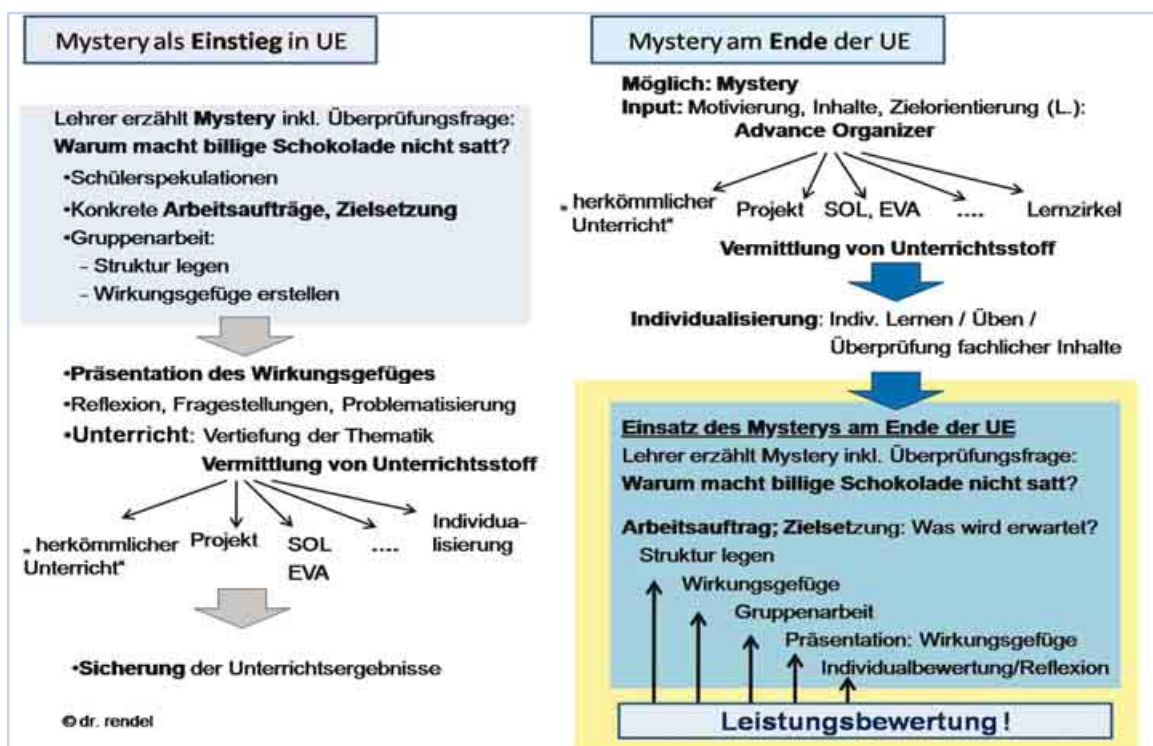 Mystery als Einstieg in UE
Lehrer erzählt Mystery inkl. Überprüfungsfrage:
Warum macht billige Schokolade nicht satt?
•Schülerspekulationen
•Konkrete Arbeitsaufträge, Zielsetzung
•Gruppenarbeit:
– Struktur legen
– Wirkungsgefüge erstellen
•Präsentation des Wirkungsgefüges
•Reflexion, Fragestellungen, Problematisierung
•Unterricht: Vertiefung der Thematik
Vermittlung von Unterrichtsstoff
„ herkömmlicher
Unterricht“
Projekt
SOL
EVA
....
Individua-
lisierung
•Sicherung der Unterrichtsergebnisse
© dr. rendel
Mystery am Ende der UE
Möglich: Mystery
Input: Motivierung, Inhalte, Zielorientierung (L.):
Advance Organizer
„ herkömmlicher
Unterricht“
Projekt
SOL, EVA
....
Lernzirkel
Vermittlung von Unterrichtsstoff
Individualisierung: Indiv. Lernen / Üben /
Überprüfung fachlicher Inhalte
Einsatz des Mysterys am Ende der UE
Lehrer erzählt Mystery inkl. Überprüfungsfrage:
Warum macht billige Schokolade nicht satt?
Arbeitsauftrag; Zielsetzung: Was wird erwartet?
Struktur legen
Wirkungsgefüge
Gruppenarbeit
Präsentation: Wirkungsgefüge
Individualbewertung/Reflexion
Leistungsbewertung !